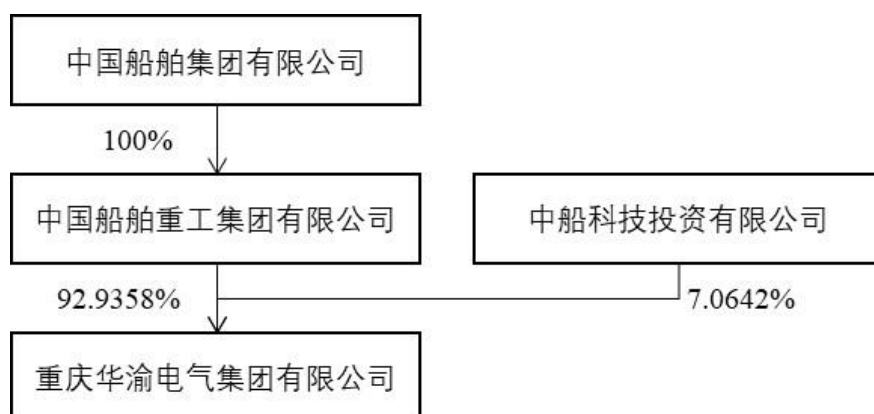 中国船舶集团有限公司
100%
中国船舶重工集团有限公司
中船科技投资有限公司
92.9358%
7.0642%
重庆华渝电气集团有限公司